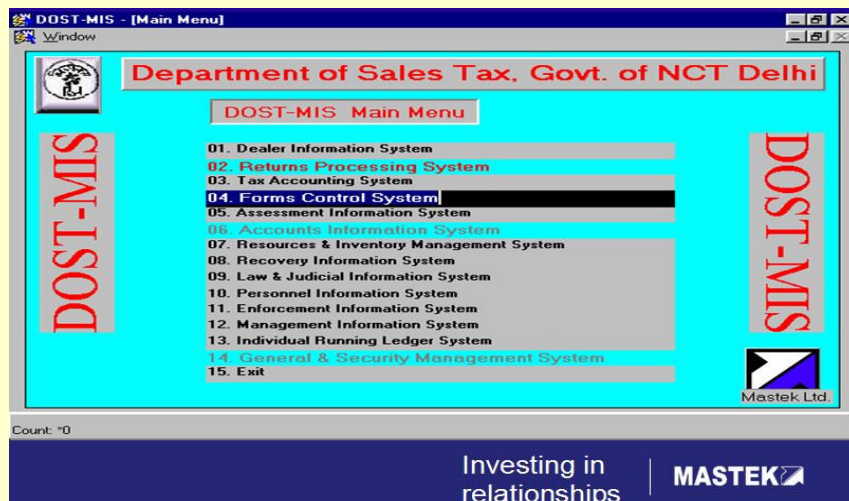 DOST-MIS - [Main Menu]
Window
Department of Sales Tax, Govt. of NCT Delhi
DOST-MIS Main Menu
DOST-MIS
01. Dealer Information System
02. Returns Processing System
03. Tax Accounting System
04. Forms Control System
05. Assessment Information System
06. Accounts Information System
07. Resources & Inventory Management System
08. Recovery Information System
09. Law & Judicial Information System
10. Personnel Information System
11. Enforcement Information System
12. Management Information System
13. Individual Running Ledger System
14. General & Security Management System
15. Exit
DOST-MIS
Mastek Ltd.
Count: *0
Investing in
relationships
MASTEK